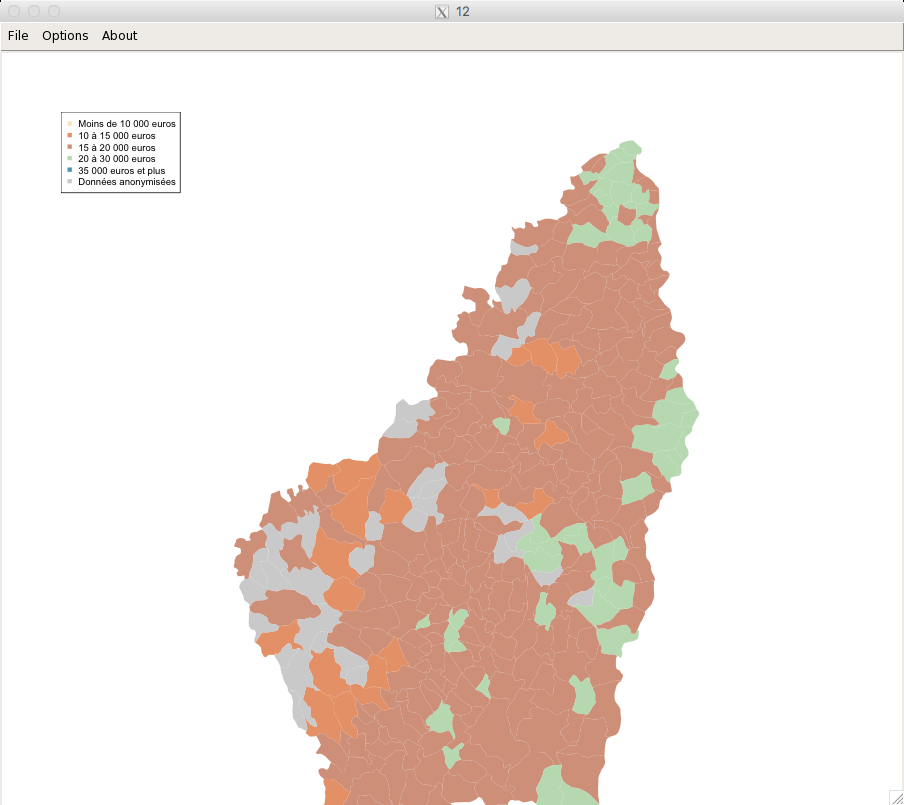 12
File Options About
Moins de 10 000 euros
10 à 15 000 euros
15 à 20 000 euros
20 à 30 000 euros
35 000 euros et plus
Données anonymisées